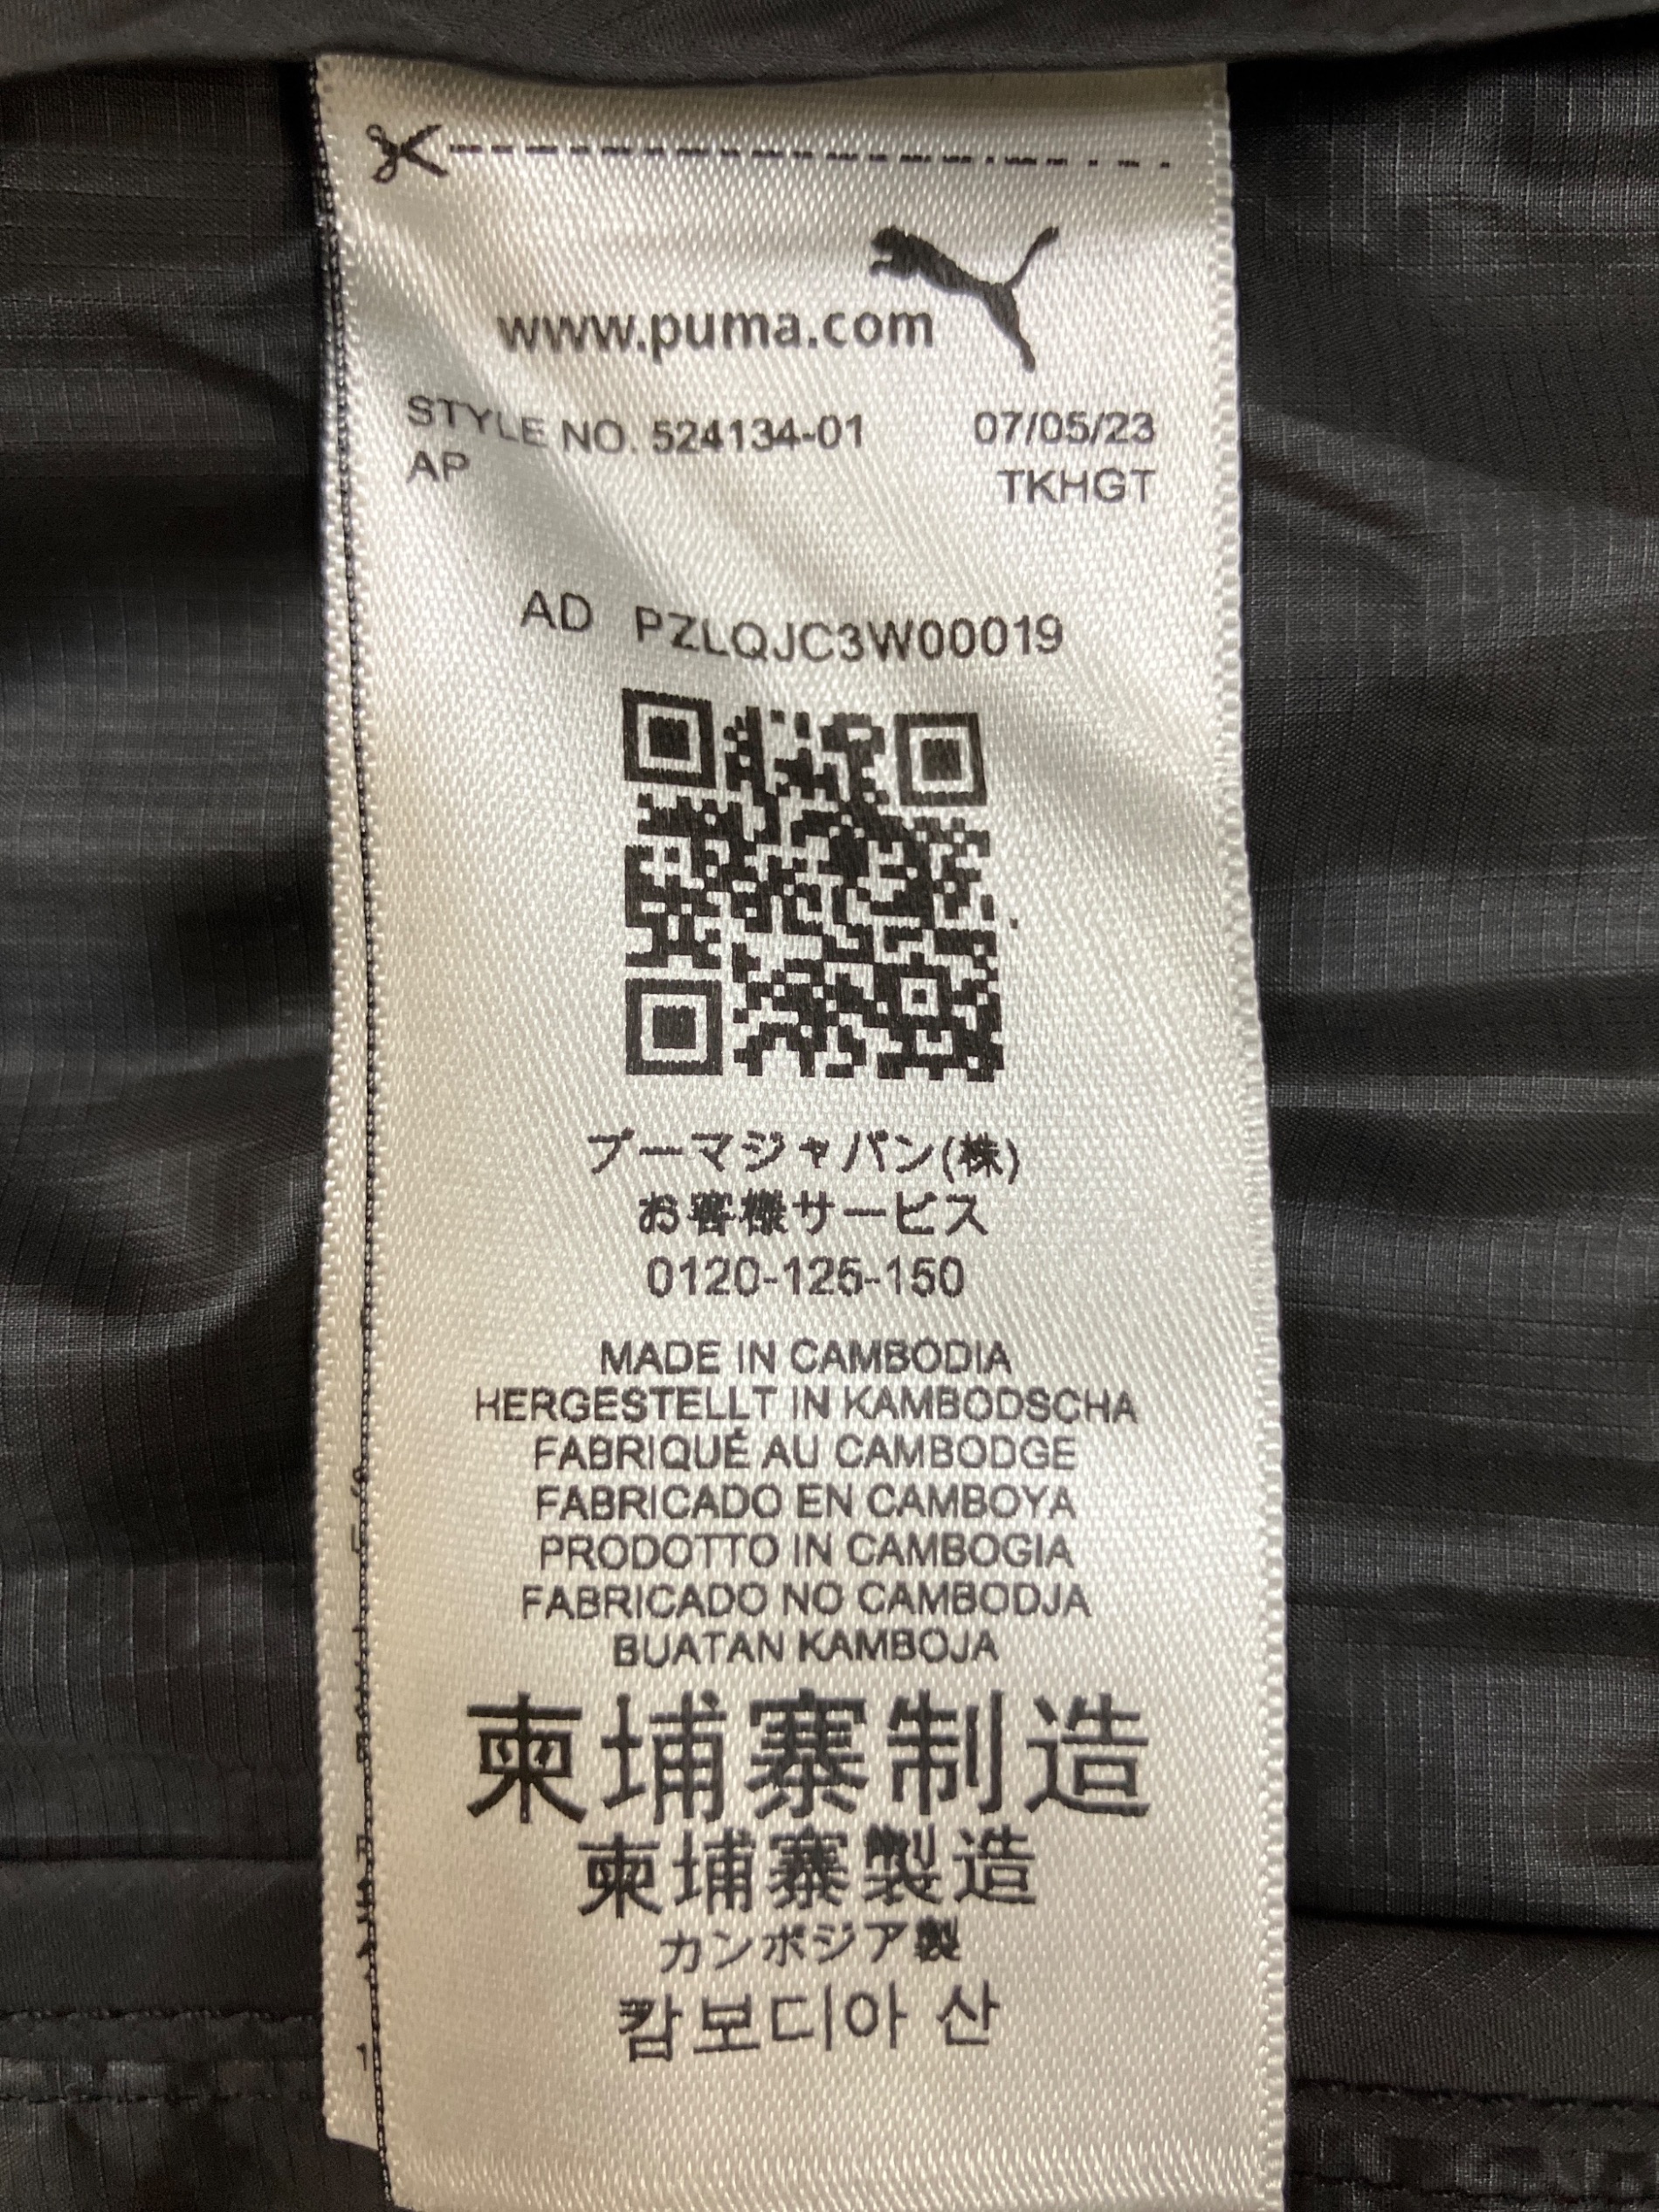 www.puma.com
STYLE NO. 524134-01 07/05/23
AP TKHGT
AD PZLQJC3W00019
プーマジャパン(株)
お客様サービス
0120-125-150
MADE IN CAMBODIA
HERGESTELLT IN KAMBODSCHA
FABRIQUÉ AU CAMBODGE
FABRICADO EN CAMBOYA
PRODOTTO IN CAMBOGIA
FABRICADO NO CAMBODJA
BUATAN KAMBOJA
柬埔寨制造
柬埔寨製造
カンボジア製
캄보디아 산